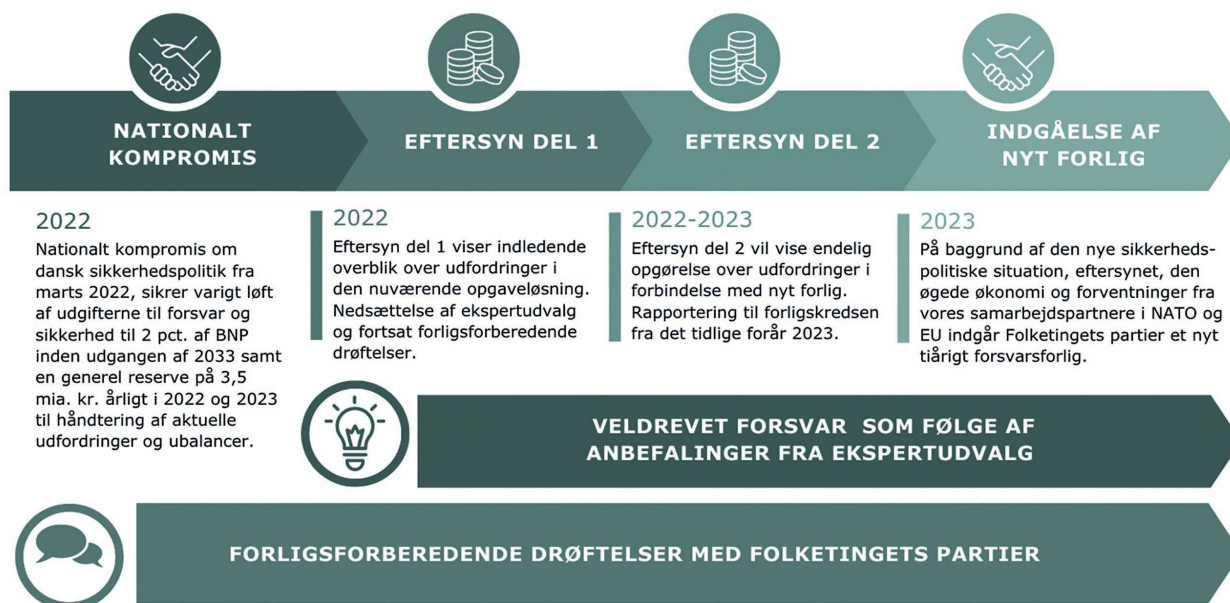 NATIONALT
KOMPROMIS
EFTERSYN DEL 1
EFTERSYN DEL 2
INDGÅELSE AF
NYT FORLIG
2022
Nationalt kompromis om
dansk sikkerhedspolitik fra
marts 2022, sikrer varigt løft
af udgifterne til forsvar og
sikkerhed til 2 pct. af BNP
inden udgangen af 2033 samt
en generel reserve på 3,5
mia. kr. årligt i 2022 og 2023
til håndtering af aktuelle
udfordringer og ubalancer.
2022
Eftersyn del 1 viser indledende
overblik over udfordringer i
den nuværende opgaveløsning.
Nedsættelse af ekspertudvalg
og fortsat forligsforberedende
drøftelser.
2022-2023
Eftersyn del 2 vil vise endelig
opgørelse over udfordringer i
forbindelse med nyt forlig.
Rapportering til forligskredsen
fra det tidlige forår 2023.
2023
På baggrund af den nye sikkerheds-
politiske situation, eftersynet, den
øgede økonomi og forventninger fra
vores samarbejdspartnere i NATO og
EU indgår Folketingets partier et nyt
tiårigt forsvarsforlig.
VELDREVET FORSVAR SOM FØLGE AF
ANBEFALINGER FRA EKSPERTUDVALG
FORLIGSFORBEREDENDE DRØFTELSER MED FOLKETINGETS PARTIER